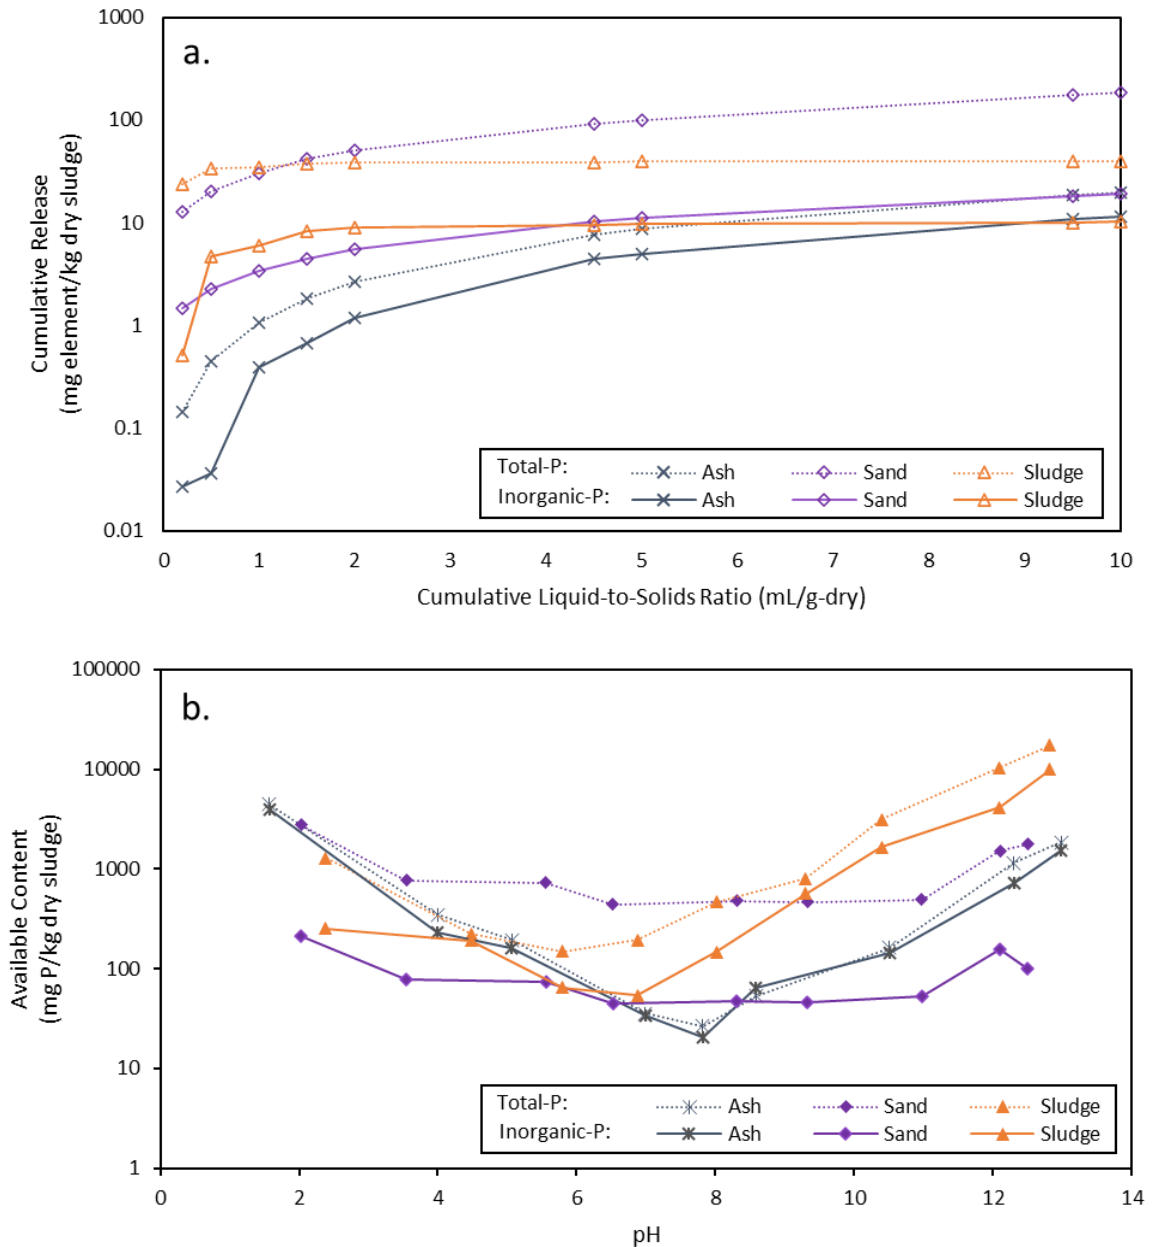 a.
1000
100
10
1
0.1
0.01
Cumulative Release
(mg element/kg dry sludge)
Total-P: Ash Sand Sludge
Inorganic-P: Ash Sand Sludge
0 1 2 3 4 5 6 7 8 9 10
Cumulative Liquid-to-Solids Ratio (mL/g-dry)
b.
100000
10000
1000
100
10
1
Available Content
(mg P/kg dry sludge)
Total-P: Ash Sand Sludge
Inorganic-P: Ash Sand Sludge
0 2 4 6 8 10 12 14
pH